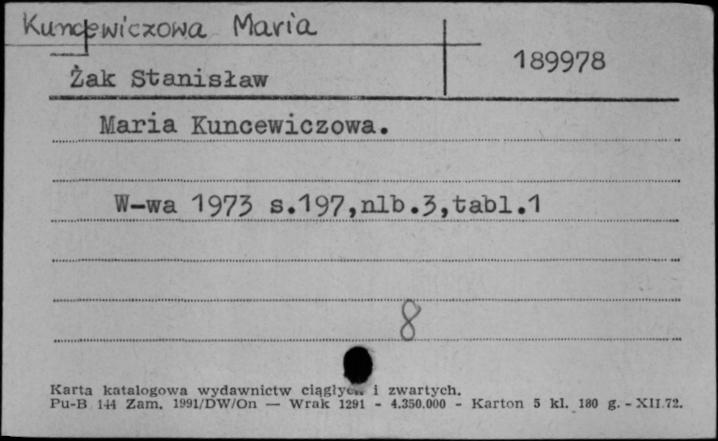 Kuncewiczowa Maria
189978
Żak Stanisław
Maria Kuncewiczowa.
W-wa 1973 s.197,nlb.3,tabl.1
8
Karta katalogowa wydawnictw ciągłych i zwartych.
Pu-B 144 Zam. 1991/DW/On — Wrak 1291 - 4.350.000 - Karton 5 kl. 180 g. - XII.72.